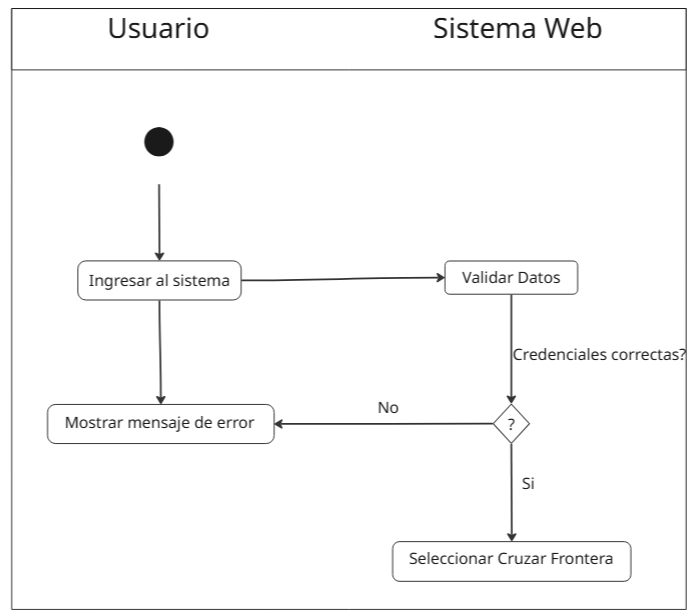 Usuario
Sistema Web
Ingresar al sistema
Validar Datos
Credenciales correctas?
No
Mostrar mensaje de error
?
Si
Seleccionar Cruzar Frontera